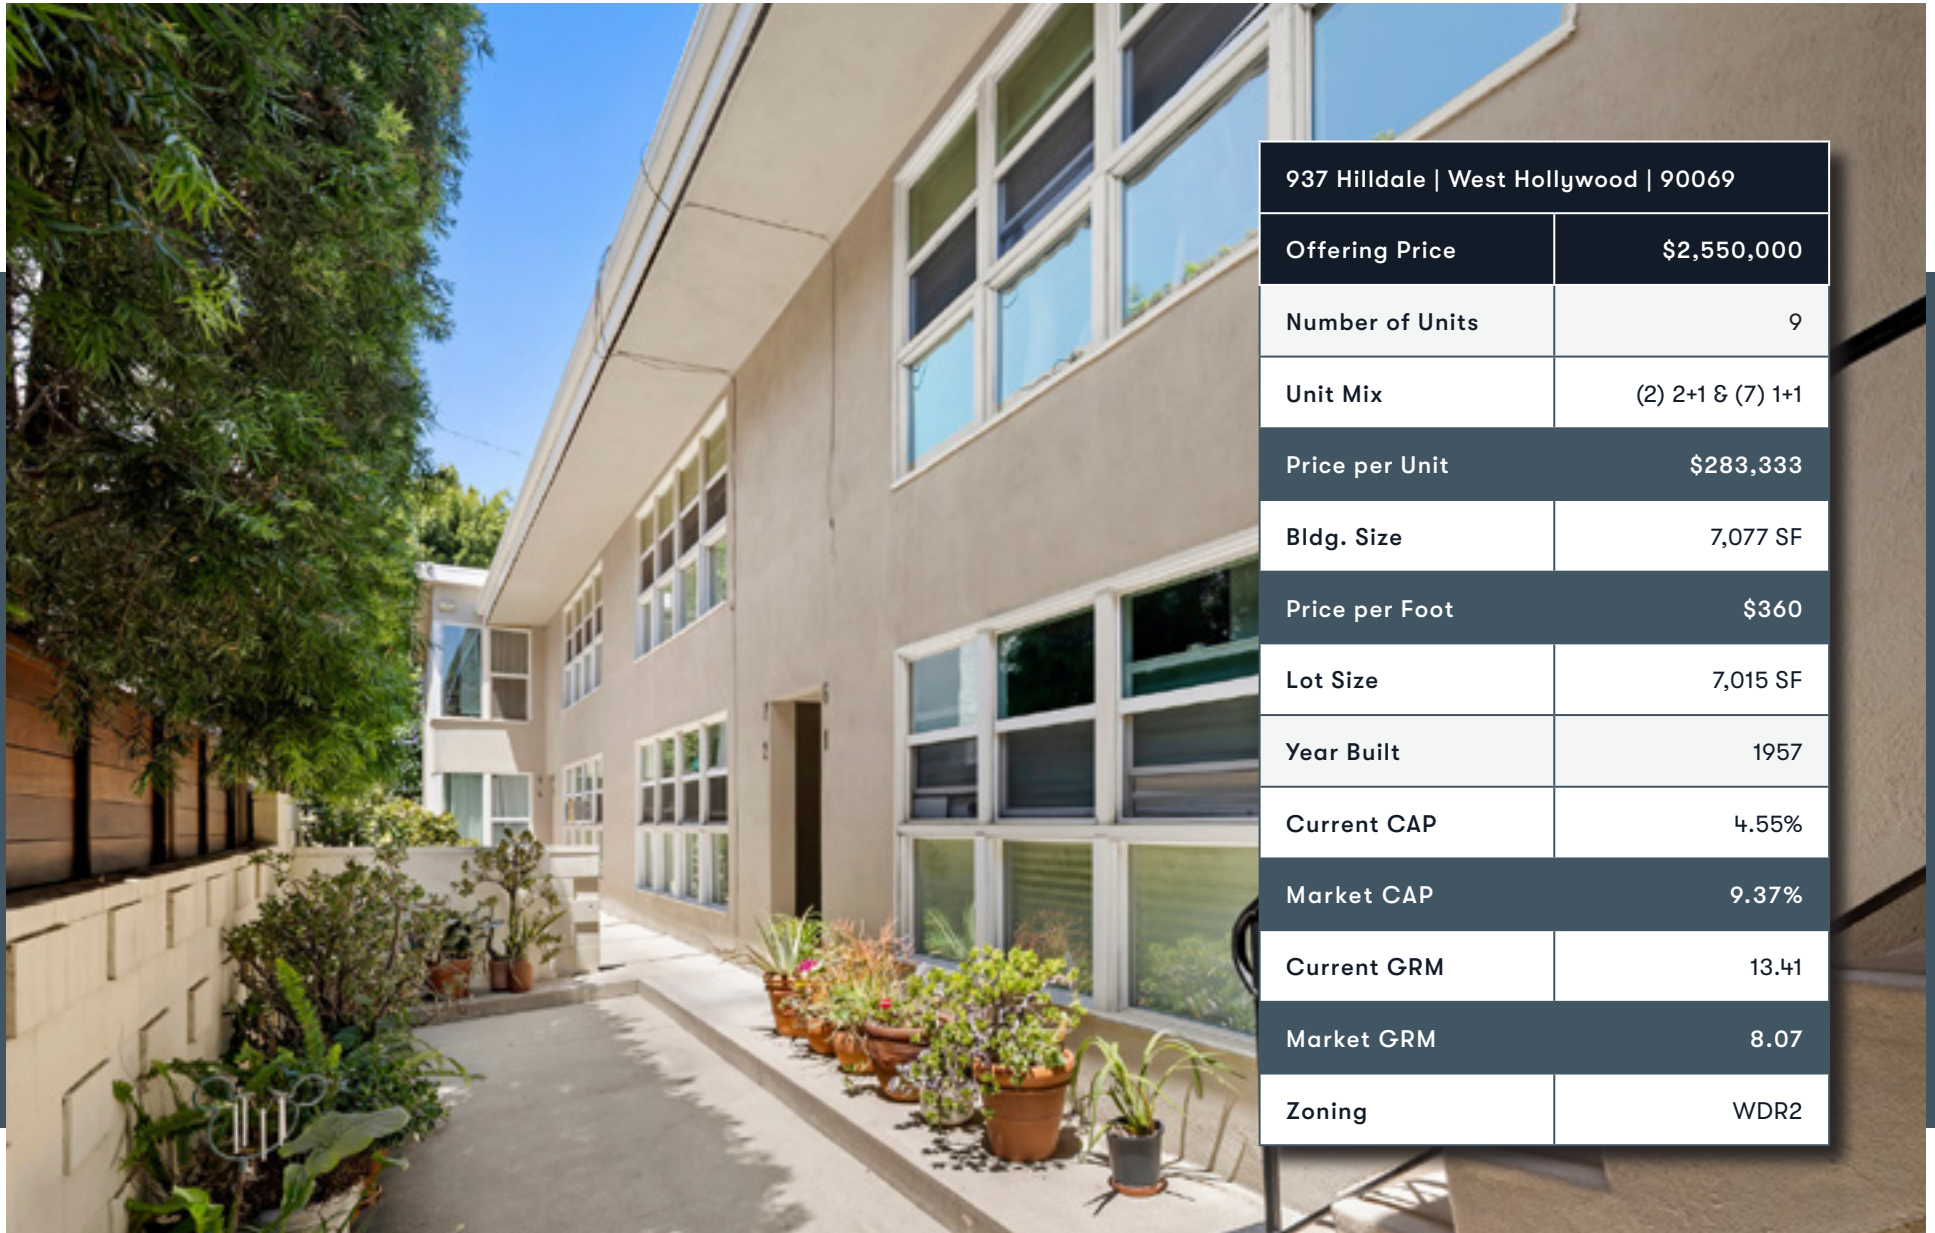 937 Hilldale | West Hollywood | 90069
Offering Price $2,550,000
Number of Units 9
Unit Mix (2) 2+1 & (7) 1+1
Price per Unit $283,333
Bldg. Size 7,077 SF
Price per Foot $360
Lot Size 7,015 SF
Year Built 1957
Current CAP 4.55%
Market CAP 9.37%
Current GRM 13.41
Market GRM 8.07
Zoning WDR2